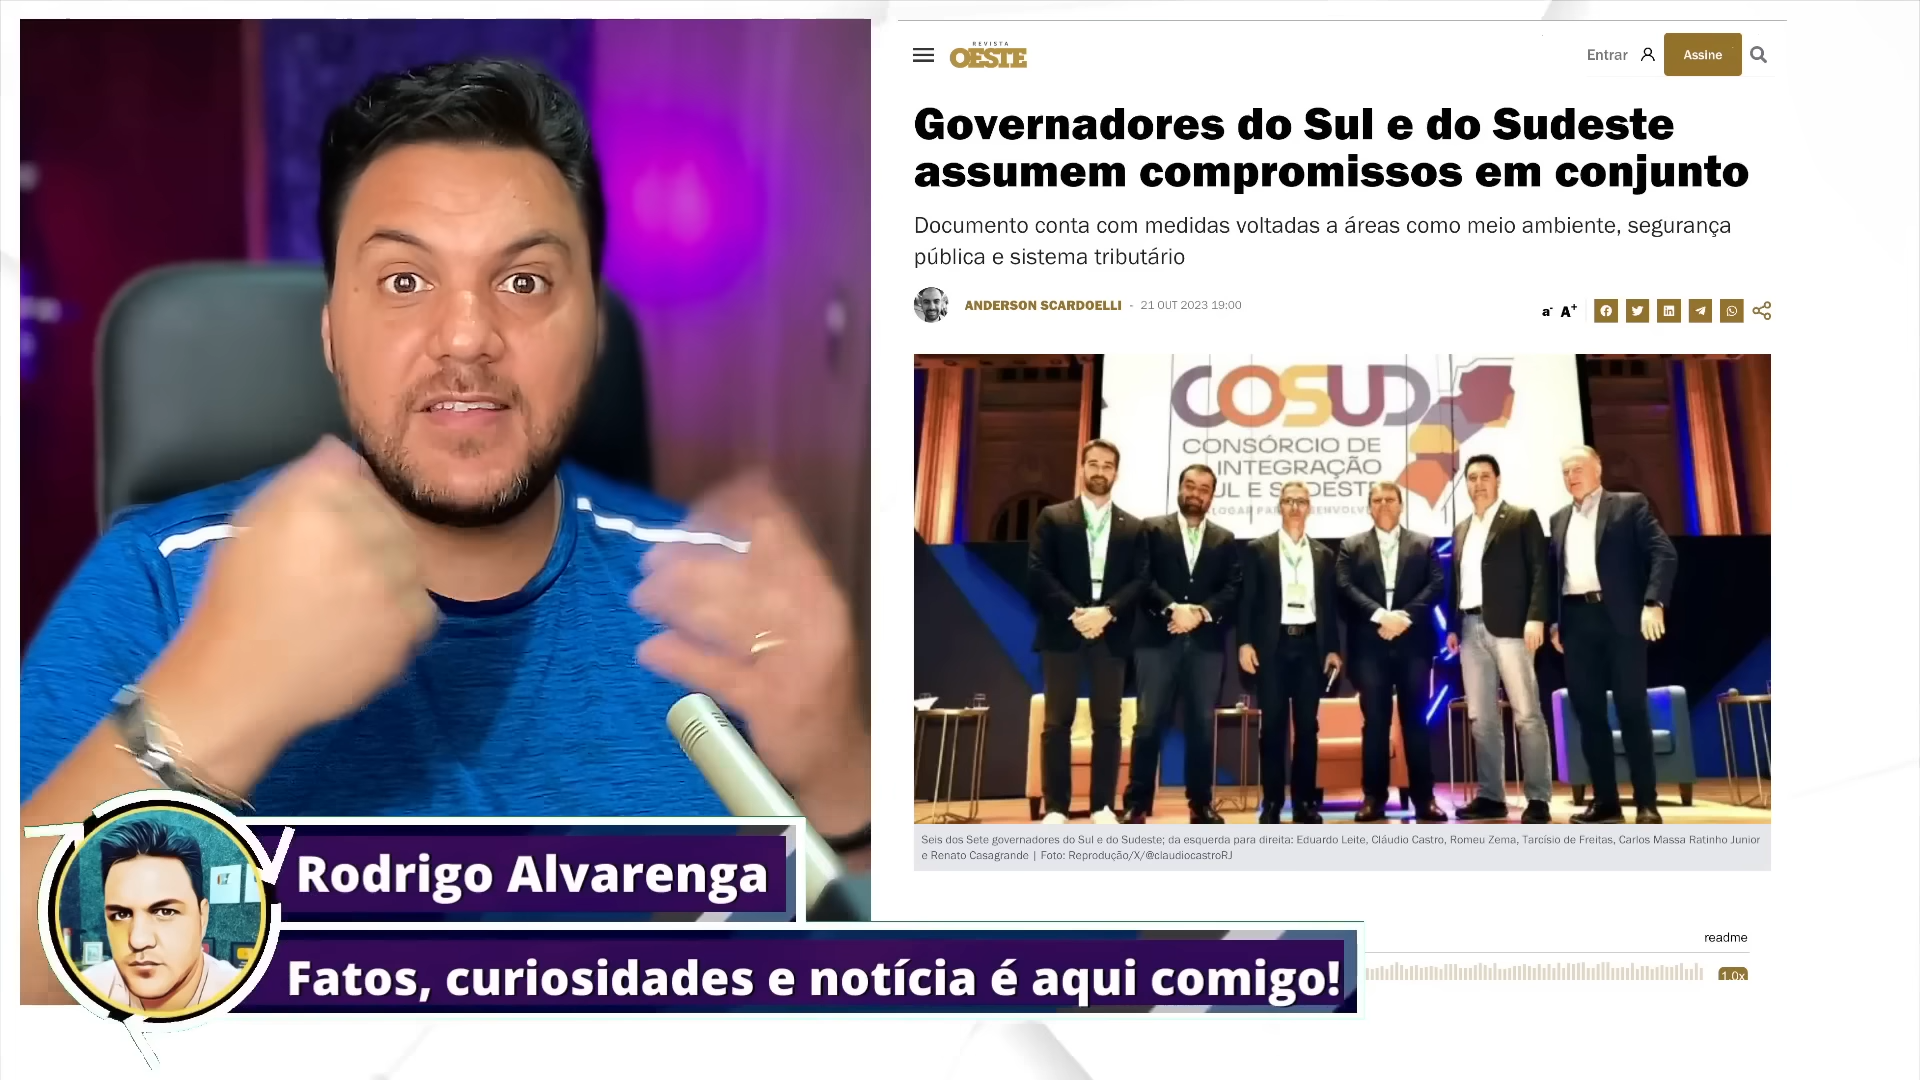 REVISTA
OESTE
Entrar
Assine
Governadores do Sul e do Sudeste
assumem compromissos em conjunto
Documento conta com medidas voltadas a áreas como meio ambiente, segurança
pública e sistema tributário
ANDERSON SCARDOELLI - 21 OUT 2023 19:00
a- A+
COSUD
CONSÓRCIO DE
INTEGRAÇÃO
UL E SUDESTE
Seis dos Sete governadores do Sul e do Sudeste; da esquerda para direita: Eduardo Leite, Cláudio Castro, Romeu Zema, Tarcísio de Freitas, Carlos Massa Ratinho Junior
e Renato Casagrande | Foto: Reprodução/X/@claudiocastroRJ
Rodrigo Alvarenga
Fatos, curiosidades e notícia é aqui comigo!
readme
1.0x